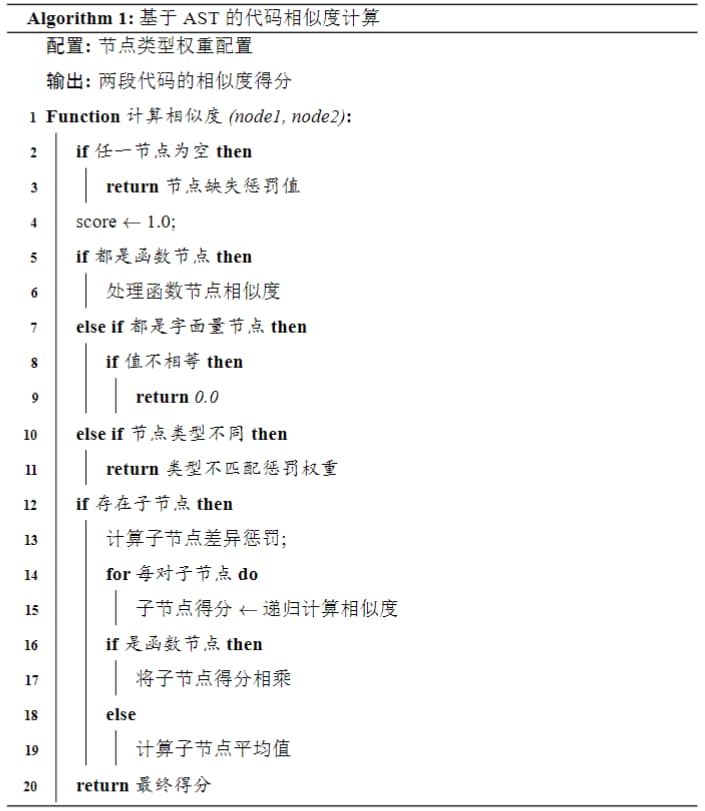 Algorithm 1: 基于 AST 的代码相似度计算
配置: 节点类型权重配置
输出: 两段代码的相似度得分
1 Function 计算相似度 (node1, node2):
2 if 任一节点为空 then
3 return 节点缺失惩罚值
4 score ← 1.0;
5 if 都是函数节点 then
6 处理函数节点相似度
7 else if 都是字面量节点 then
8 if 值不相等 then
9 return 0.0
10 else if 节点类型不同 then
11 return 类型不匹配惩罚权重
12 if 存在子节点 then
13 计算子节点差异惩罚;
14 for 每对子节点 do
15 子节点得分 ← 递归计算相似度
16 if 是函数节点 then
17 将子节点得分相乘
18 else
19 计算子节点平均值
20 return 最终得分